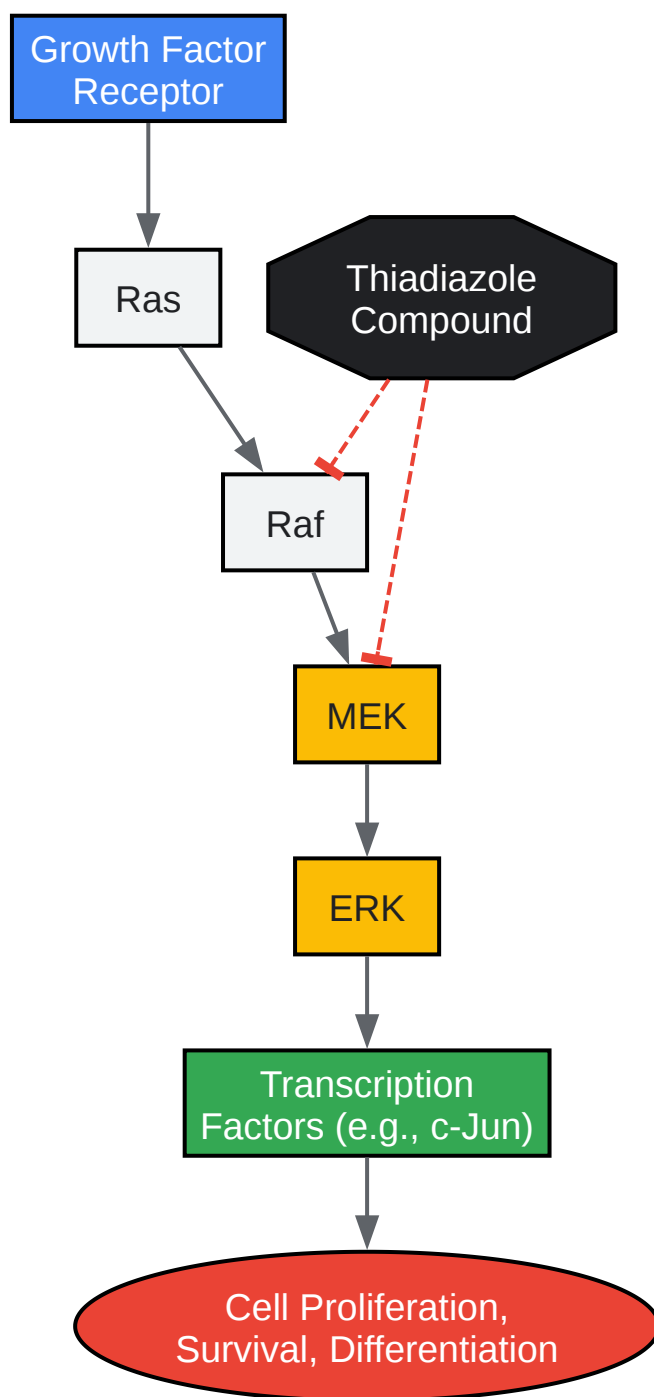 Growth Factor
Receptor
Ras
Thiadiazole
Compound
Raf
MEK
ERK
Transcription
Factors (e.g., c-Jun)
Cell Proliferation,
Survival, Differentiation